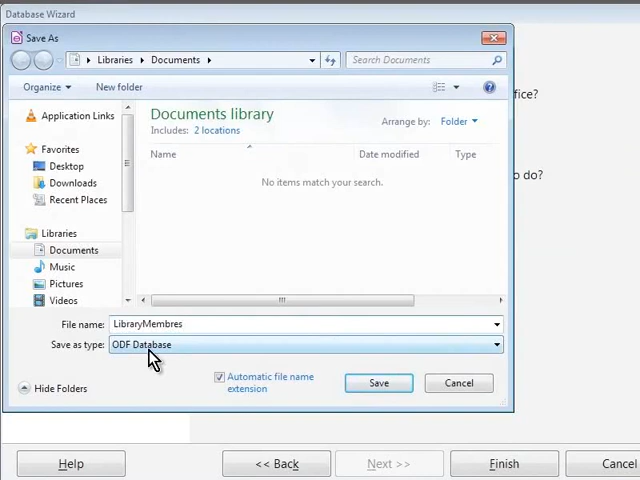 Database Wizard
Save As
Libraries
Documents
Search Documents
ffice?
Organize
New folder
Application Links
Favorites
Desktop
Downloads
Recent Places
Libraries
Documents
Music
Pictures
Videos
Documents library
Includes: 2 locations
Arrange by: Folder
Name
Date modified
Type
No items match your search.
o do?
File name: LibraryMembres
Save as type: ODF Database
Hide Folders
Automatic file name
extension
Save
Cancel
Help
<< Back
Next >>
Finish
Cancel